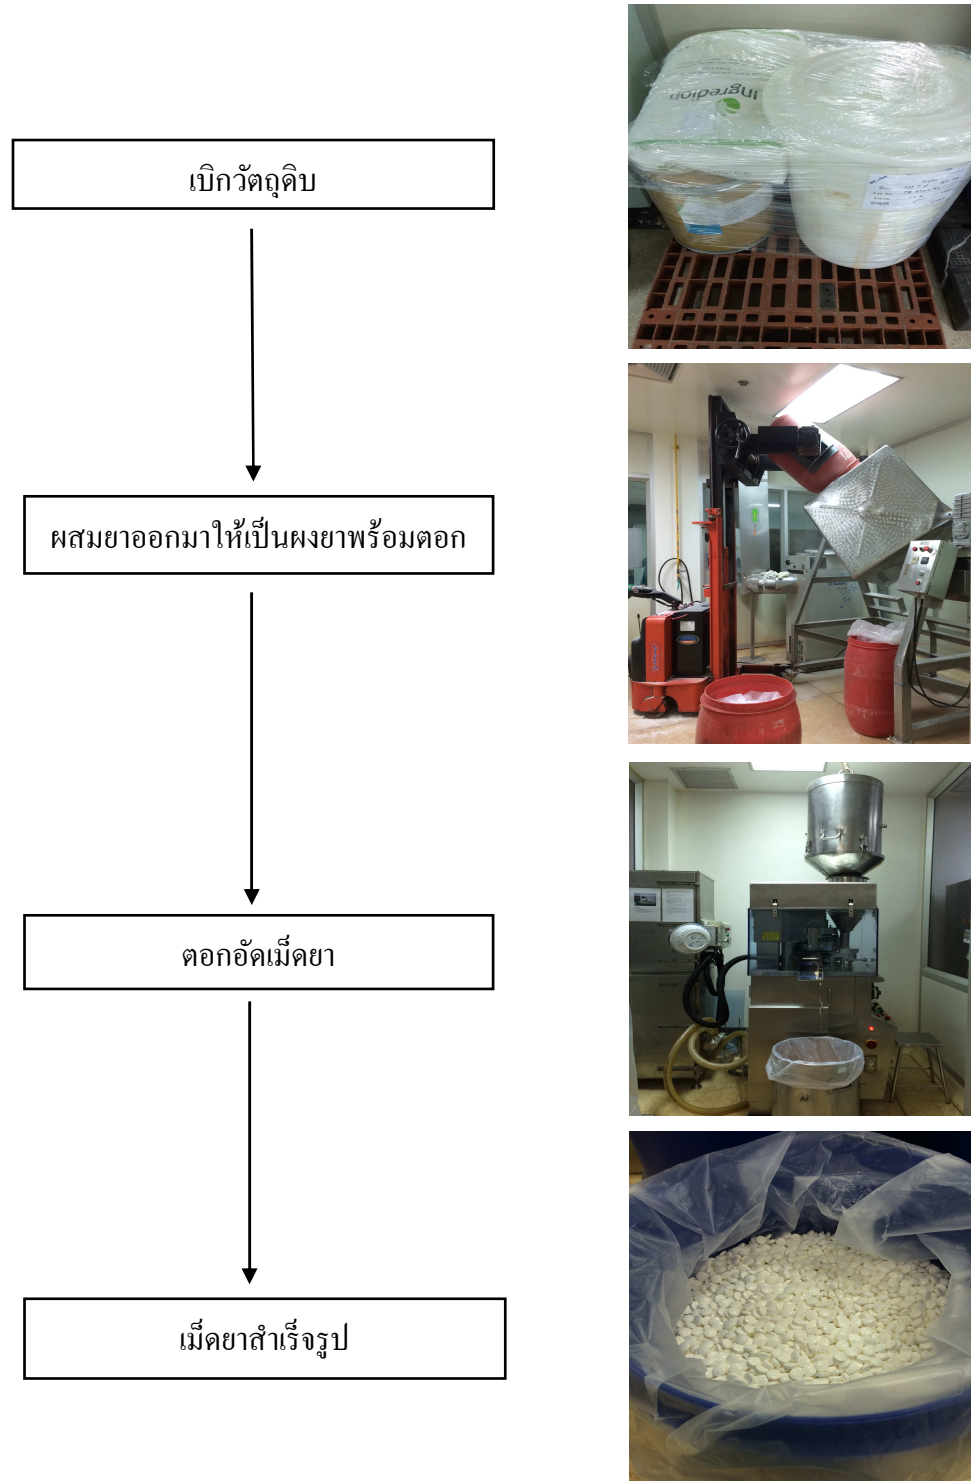 เบิกวัตถุดิบ
Ingredion
ผสมยาออกมาให้เป็นผงยาพร้อมตอก
ตอกอัดเม็ดยา
เม็ดยาสำเร็จรูป